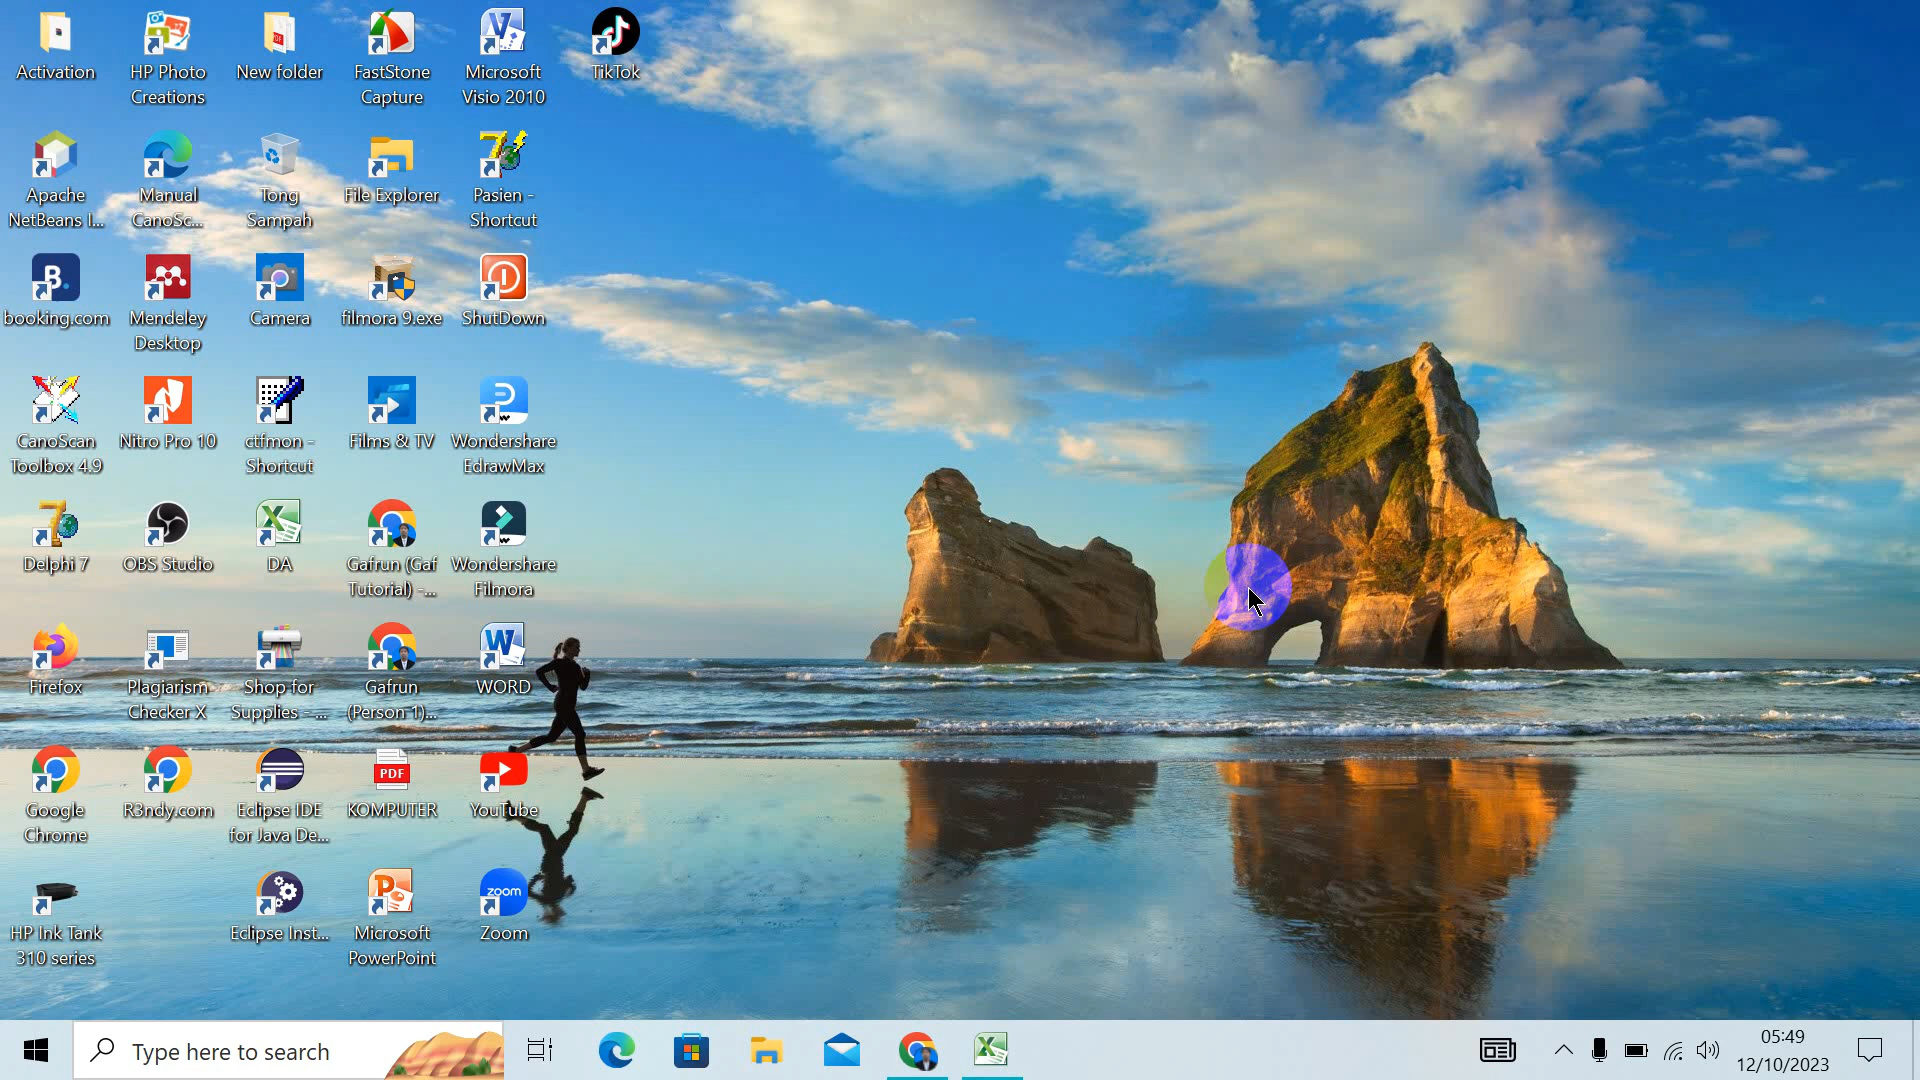 Activation
HP Photo
Creations
New folder
FastStone
Capture
Microsoft
Visio 2010
TikTok
Apache
NetBeans I...
Manual
CanoSc...
Tong
Sampah
File Explorer
Pasien -
Shortcut
booking.com
Mendeley
Desktop
Camera
filmora 9.exe
ShutDown
CanoScan
Toolbox 4.9
Nitro Pro 10
ctfmon -
Shortcut
Films & TV
Wondershare
EdrawMax
Delphi 7
OBS Studio
DA
Gafrun (Gaf
Tutorial) -...
Wondershare
Filmora
Firefox
Plagiarism
Checker X
Shop for
Supplies - ...
Gafrun
(Person 1)...
WORD
Google
Chrome
R3ndy.com
Eclipse IDE
for Java De...
PDF
KOMPUTER
YouTube
HP Ink Tank
310 series
Eclipse Inst...
Microsoft
PowerPoint
zoom
Zoom
Type here to search
05:49
12/10/2023